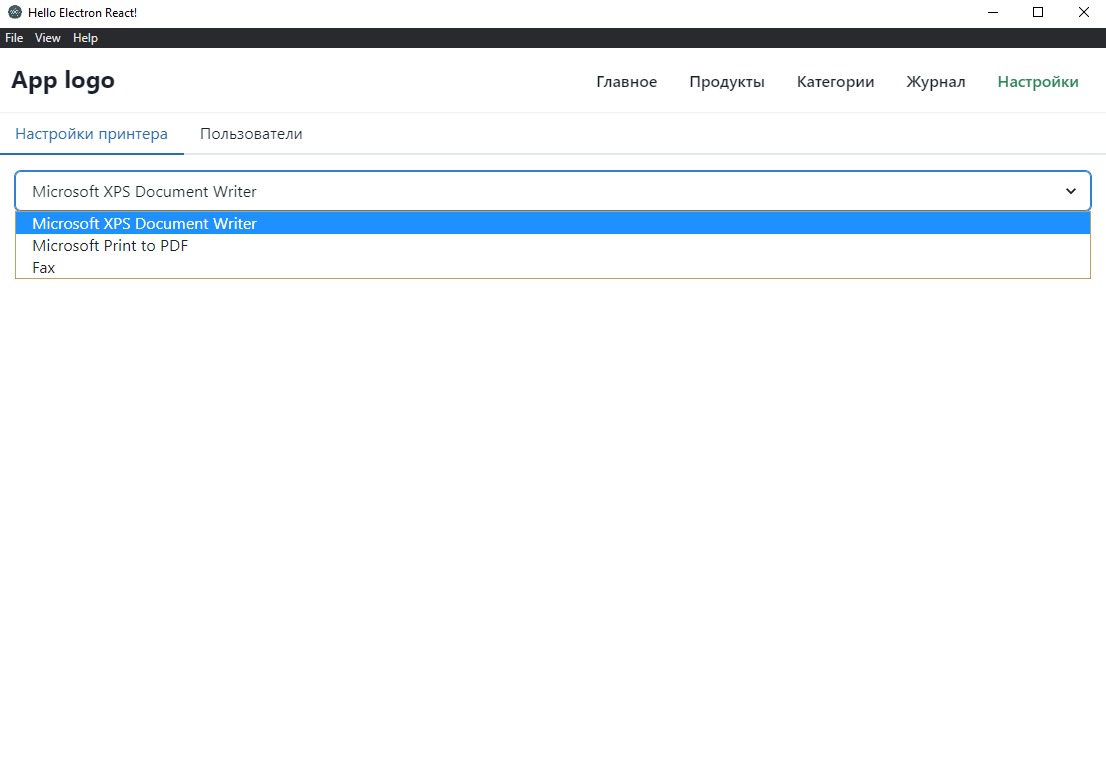 Hello Electron React!
File View Help
App logo
Главное Продукты Категории Журнал Настройки
Настройки принтера Пользователи
Microsoft XPS Document Writer
Microsoft XPS Document Writer
Microsoft Print to PDF
Fax